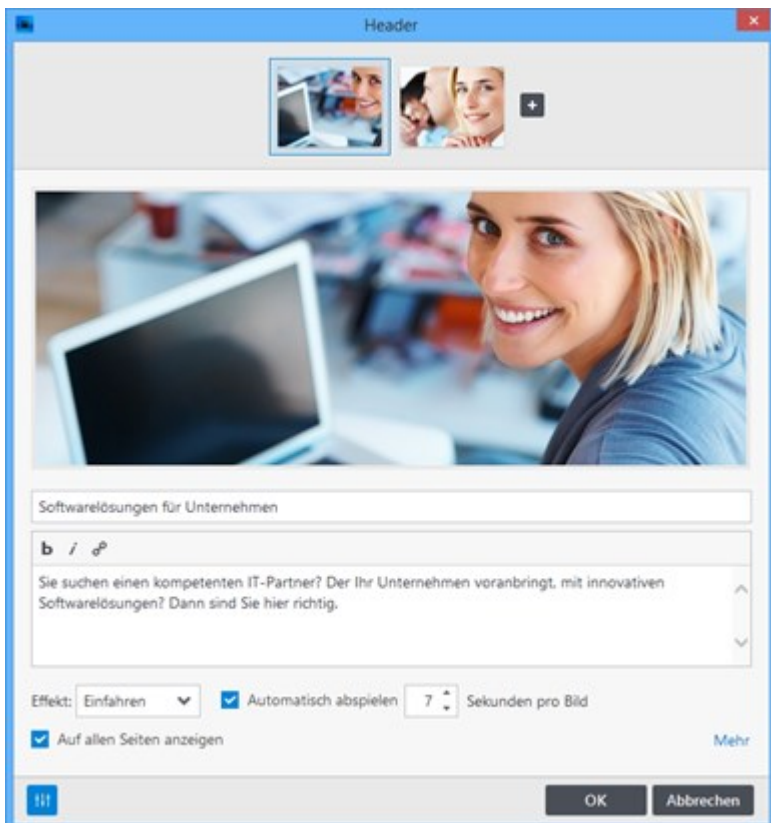 Header
Softwarelösungen für Unternehmen
b i
Sie suchen einen kompetenten IT-Partner? Der Ihr Unternehmen voranbringt, mit innovativen
Softwarelösungen? Dann sind Sie hier richtig.
Effekt: Einfahren Automatisch abspielen 7 Sekunden pro Bild
Auf allen Seiten anzeigen Mehr
OK Abbrechen